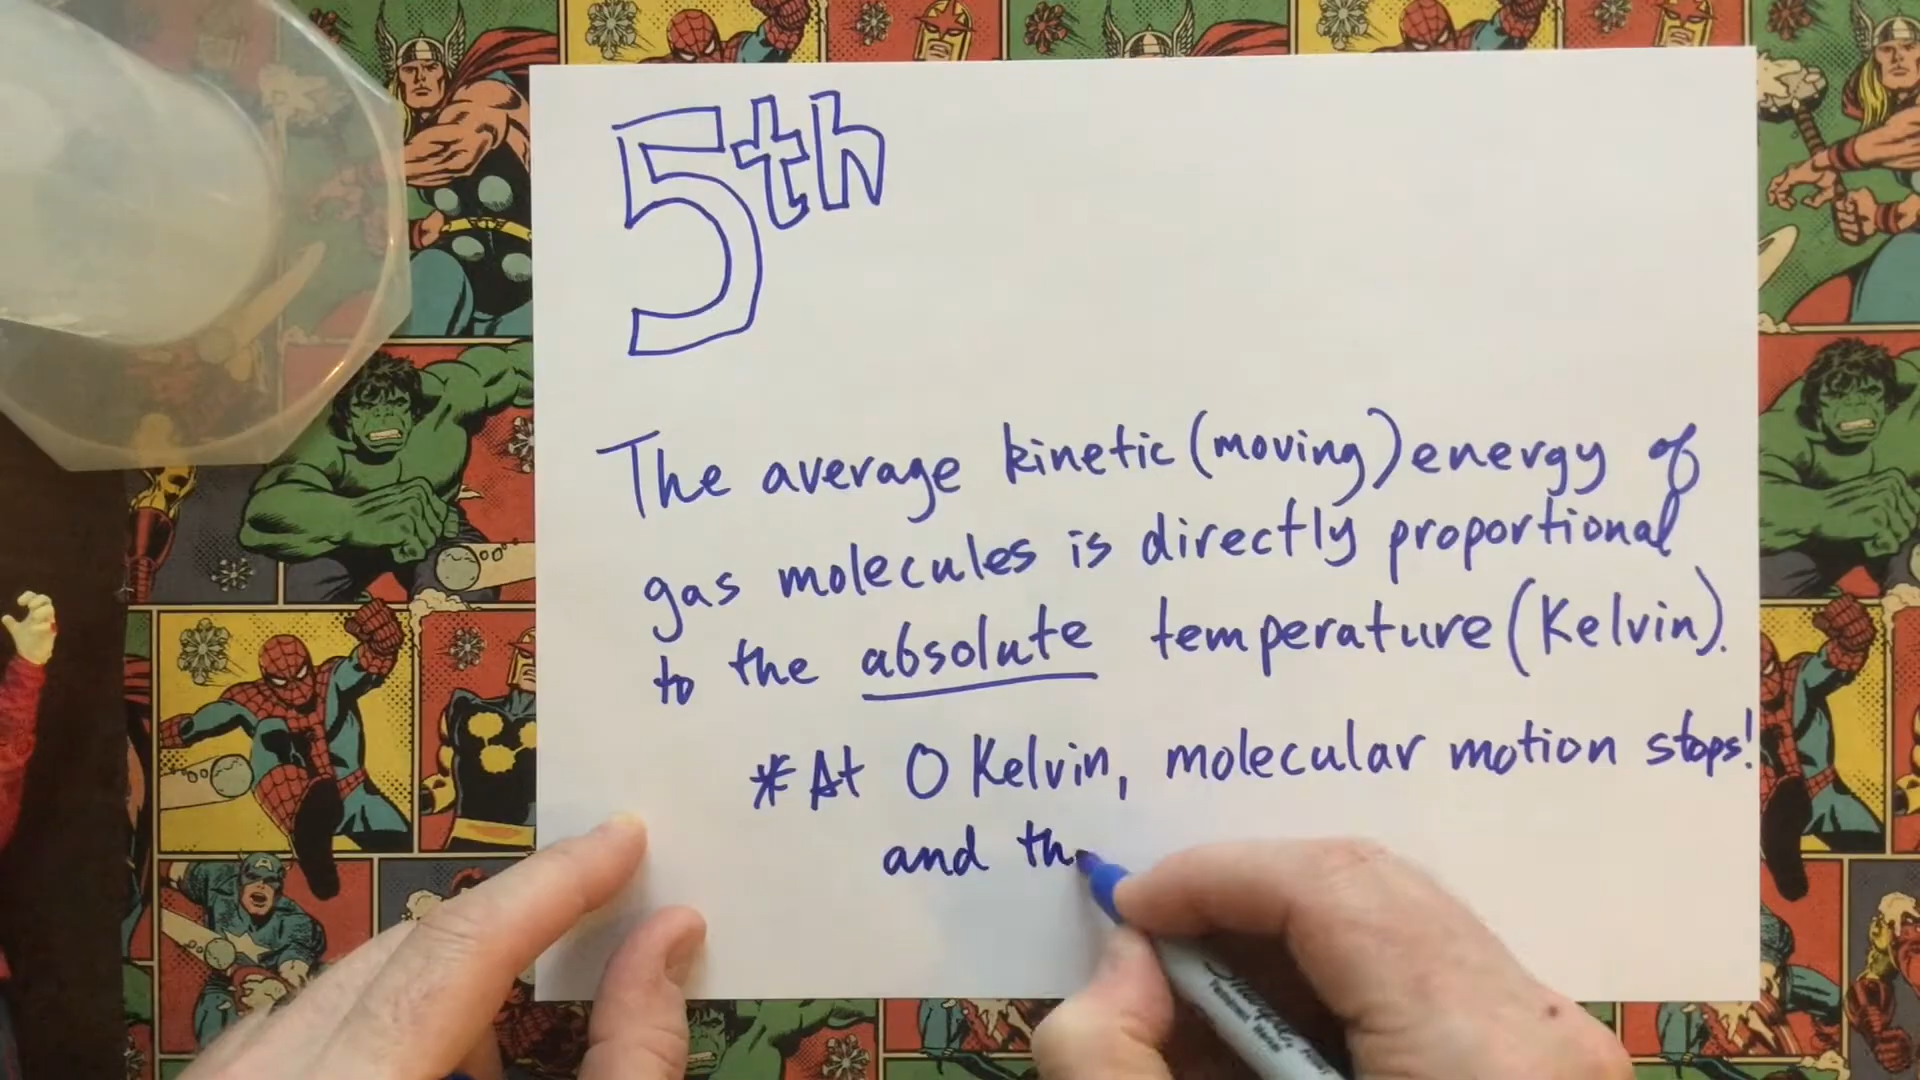 5th
The average kinetic (moving) energy of
gas molecules is directly proportional
to the absolute temperature (Kelvin).
*At 0 Kelvin, molecular motion stops!
and th
Sharpie